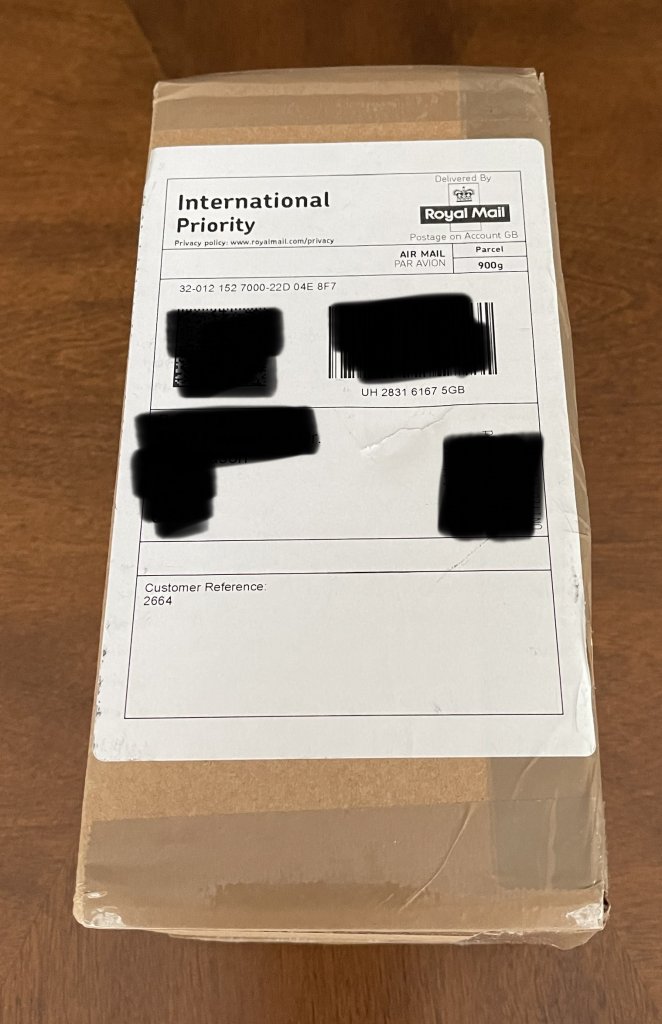 International
Priority
Privacy policy: www.royalmail.com/privacy
Delivered By
Royal Mail
Postage on Account GB
AIR MAIL
PAR AVION
Parcel
900g
32-012 152 7000-22D 04E 8F7
UH 2831 6167 5GB
Customer Reference:
2664